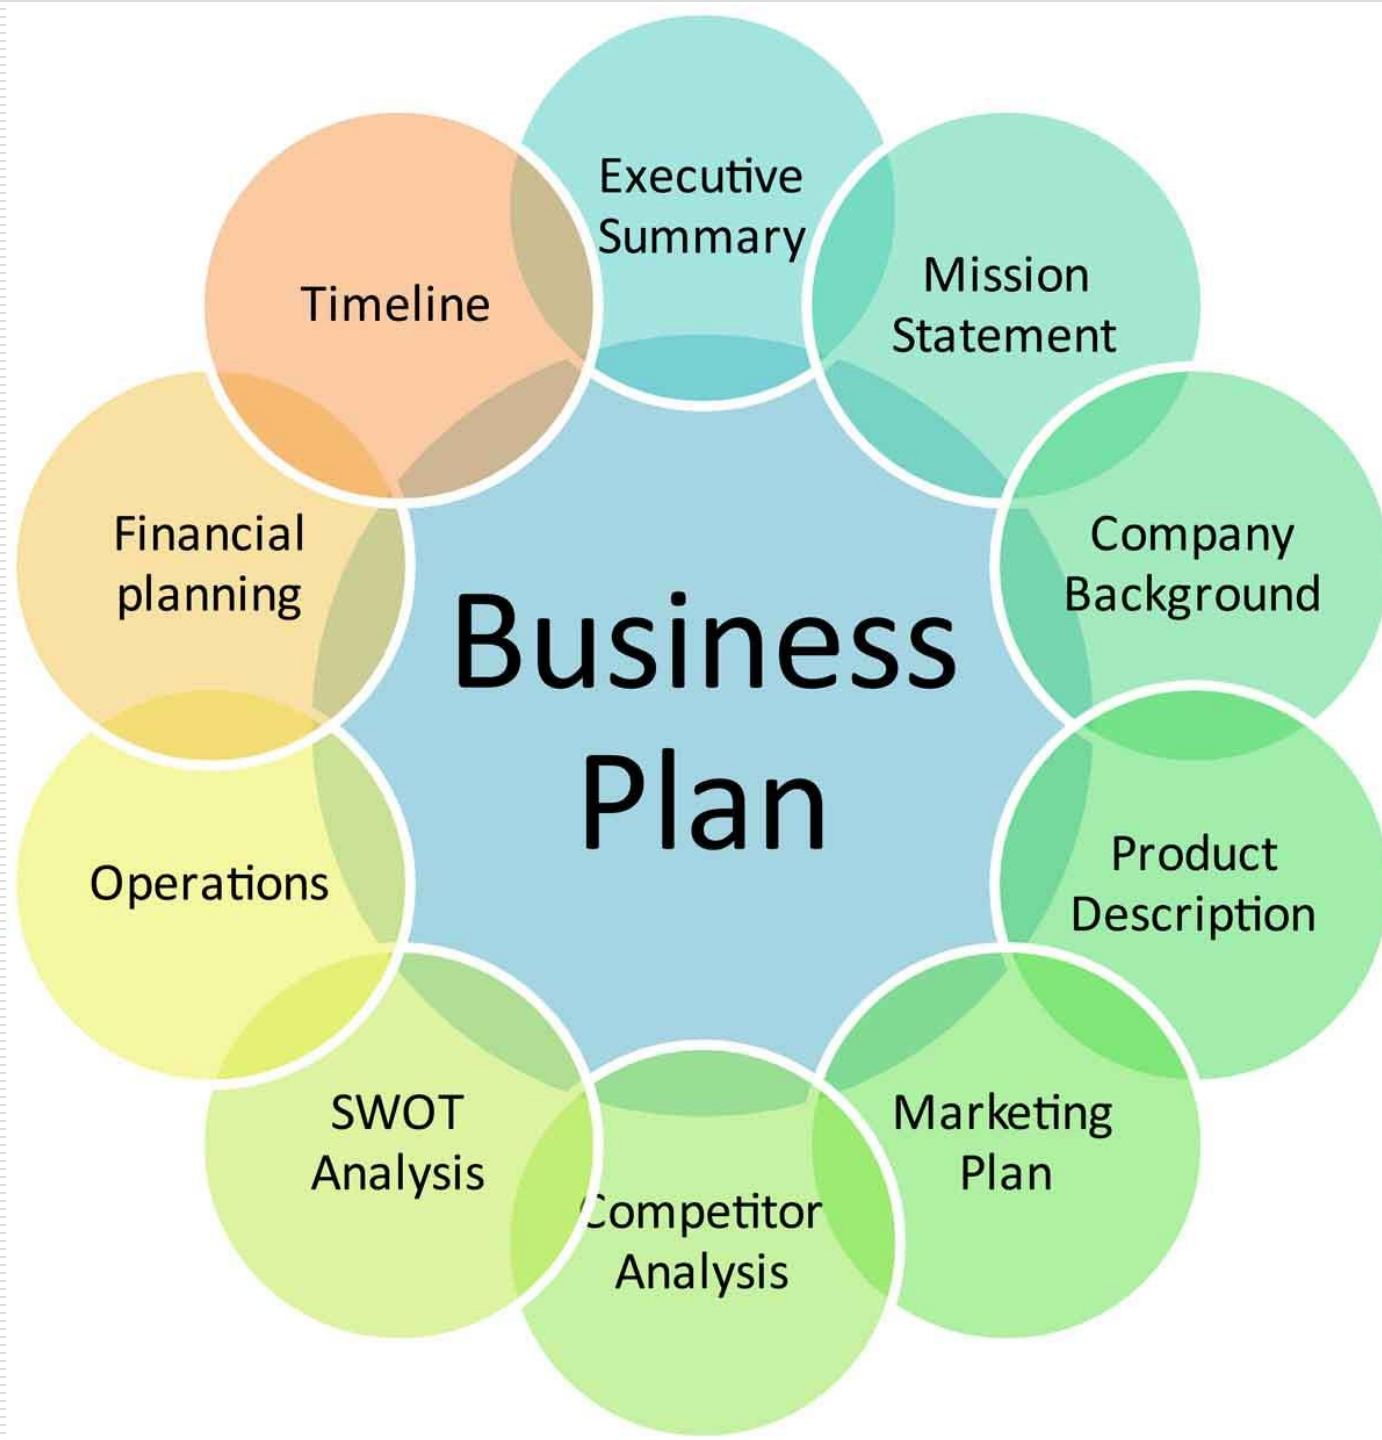 Executive
Summary
Mission
Statement
Company
Background
Product
Description
Marketing
Plan
Competitor
Analysis
SWOT
Analysis
Operations
Financial
planning
Timeline
Business
Plan